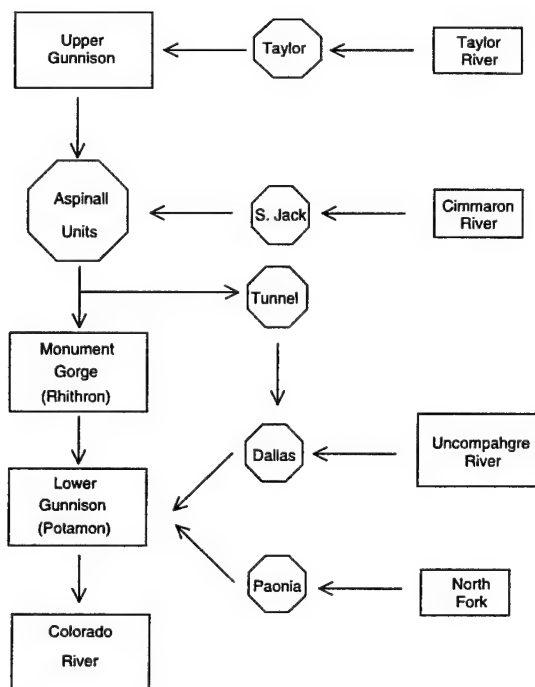 Upper
Gunnison
Taylor
Taylor
River
Aspinall
Units
S. Jack
Cimmaron
River
Tunnel
Monument
Gorge
(Rhithron)
Lower
Gunnison
(Potamon)
Dallas
Uncompahgre
River
Paonia
North
Fork
Colorado
River